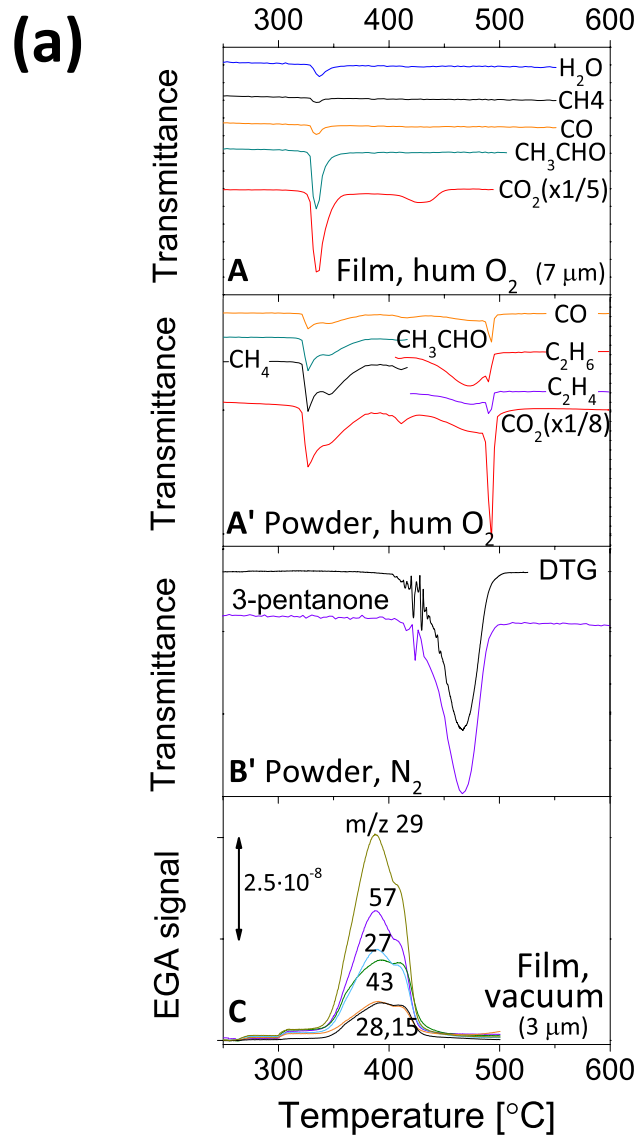 (a)
300 400 500 600
Transmittance
H₂O
CH4
CO
CH₃CHO
CO₂(x1/5)
A Film, hum O₂ (7 μm)
Transmittance
CO
CH₃CHO
CH₄
C₂H₆
C₂H₄
CO₂(x1/8)
A' Powder, hum O₂
Transmittance
DTG
3-pentanone
B' Powder, N₂
EGA signal
m/z 29
2.5·10⁻⁸
57
27
43
28,15
C
Film,
vacuum
(3 μm)
300 400 500 600
Temperature [°C]